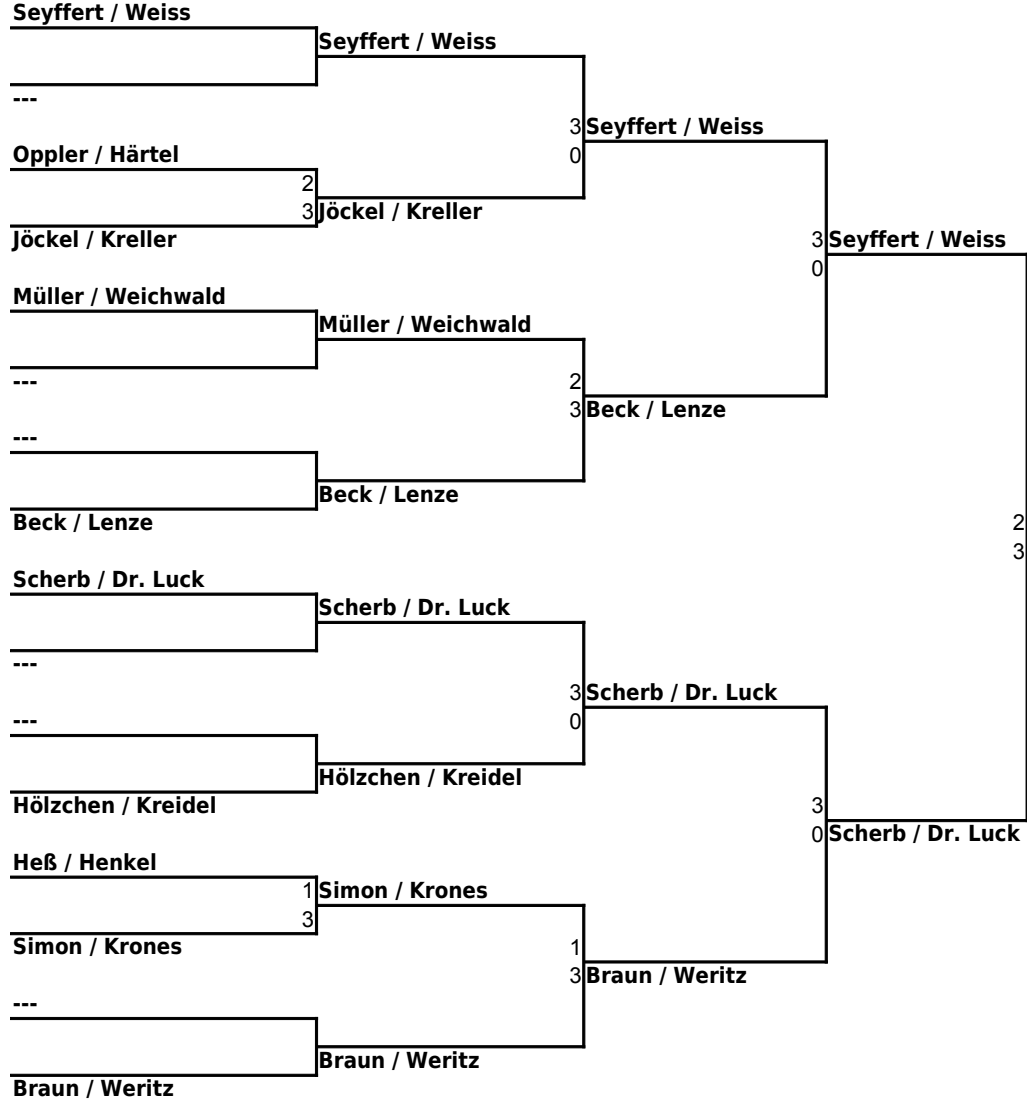 Seyffert / Weiss
Seyffert / Weiss
---
3 Seyffert / Weiss
Oppler / Härtel
0
2
3 Jöckel / Kreller
Jöckel / Kreller
3 Seyffert / Weiss
0
Müller / Weichwald
Müller / Weichwald
---
2
3 Beck / Lenze
---
Beck / Lenze
Beck / Lenze
2
3
Scherb / Dr. Luck
Scherb / Dr. Luck
---
3 Scherb / Dr. Luck
---
0
Hölzchen / Kreidel
Hölzchen / Kreidel
3
0 Scherb / Dr. Luck
Heß / Henkel
1 Simon / Krones
3
Simon / Krones
1
3 Braun / Weritz
---
Braun / Weritz
Braun / Weritz